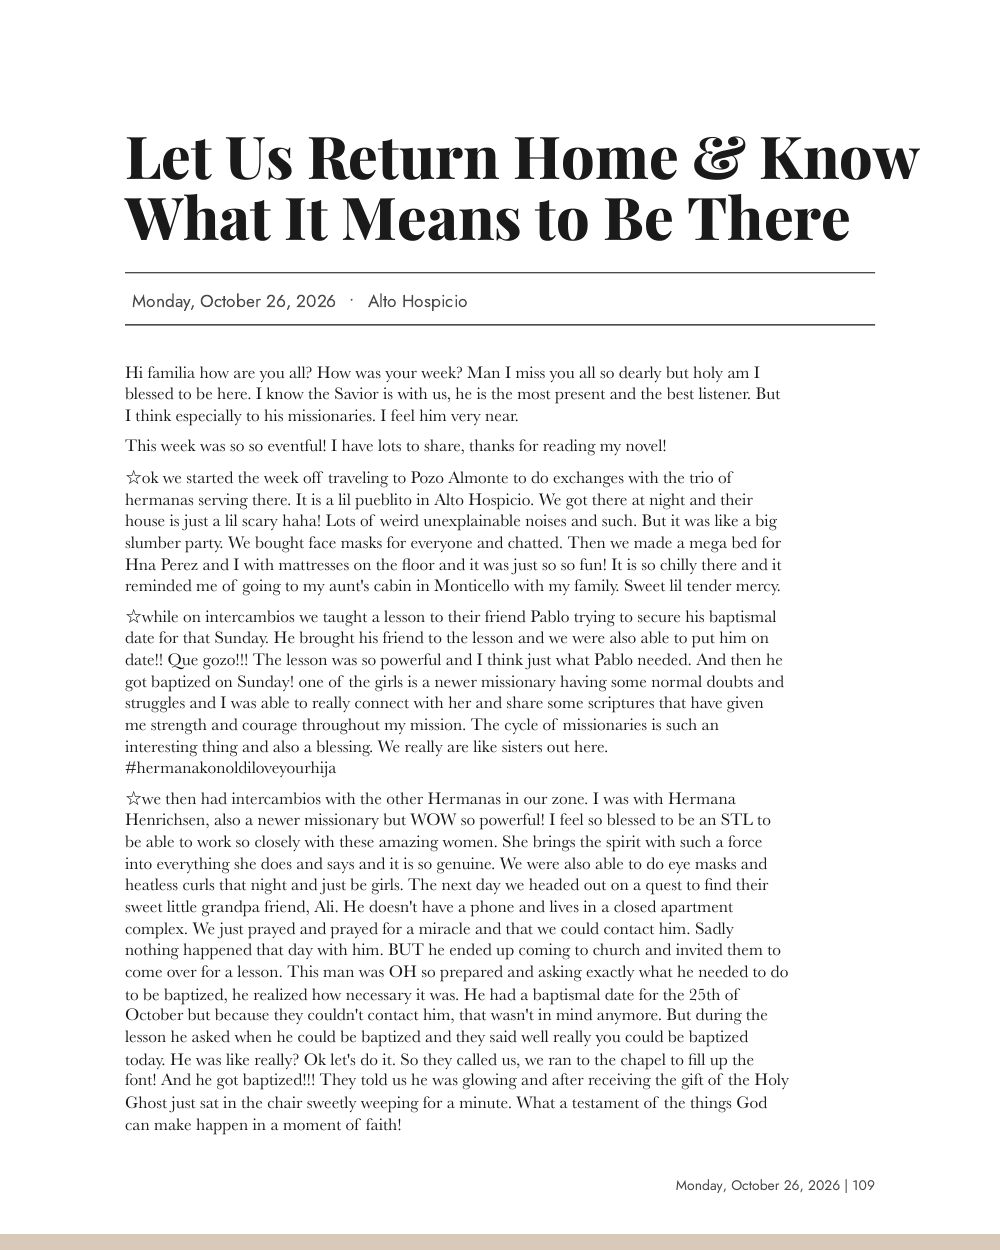 Let Us Return Home & Know
What It Means to Be There
Monday, October 26, 2026 · Alto Hospicio
Hi familia how are you all? How was your week? Man I miss you all so dearly but holy am I
blessed to be here. I know the Savior is with us, he is the most present and the best listener. But
I think especially to his missionaries. I feel him very near.
This week was so so eventful! I have lots to share, thanks for reading my novel!
☆ok we started the week off traveling to Pozo Almonte to do exchanges with the trio of
hermanas serving there. It is a lil pueblito in Alto Hospicio. We got there at night and their
house is just a lil scary haha! Lots of weird unexplainable noises and such. But it was like a big
slumber party. We bought face masks for everyone and chatted. Then we made a mega bed for
Hna Perez and I with mattresses on the floor and it was just so so fun! It is so chilly there and it
reminded me of going to my aunt's cabin in Monticello with my family. Sweet lil tender mercy.
☆while on intercambios we taught a lesson to their friend Pablo trying to secure his baptismal
date for that Sunday. He brought his friend to the lesson and we were also able to put him on
date!! Que gozo!!! The lesson was so powerful and I think just what Pablo needed. And then he
got baptized on Sunday! one of the girls is a newer missionary having some normal doubts and
struggles and I was able to really connect with her and share some scriptures that have given
me strength and courage throughout my mission. The cycle of missionaries is such an
interesting thing and also a blessing. We really are like sisters out here.
#hermanakonoldiloveyourhija
☆we then had intercambios with the other Hermanas in our zone. I was with Hermana
Henrichsen, also a newer missionary but WOW so powerful! I feel so blessed to be an STL to
be able to work so closely with these amazing women. She brings the spirit with such a force
into everything she does and says and it is so genuine. We were also able to do eye masks and
heatless curls that night and just be girls. The next day we headed out on a quest to find their
sweet little grandpa friend, Ali. He doesn't have a phone and lives in a closed apartment
complex. We just prayed and prayed for a miracle and that we could contact him. Sadly
nothing happened that day with him. BUT he ended up coming to church and invited them to
come over for a lesson. This man was OH so prepared and asking exactly what he needed to do
to be baptized, he realized how necessary it was. He had a baptismal date for the 25th of
October but because they couldn't contact him, that wasn't in mind anymore. But during the
lesson he asked when he could be baptized and they said well really you could be baptized
today. He was like really? Ok let's do it. So they called us, we ran to the chapel to fill up the
font! And he got baptized!!! They told us he was glowing and after receiving the gift of the Holy
Ghost just sat in the chair sweetly weeping for a minute. What a testament of the things God
can make happen in a moment of faith!
Monday, October 26, 2026 | 109